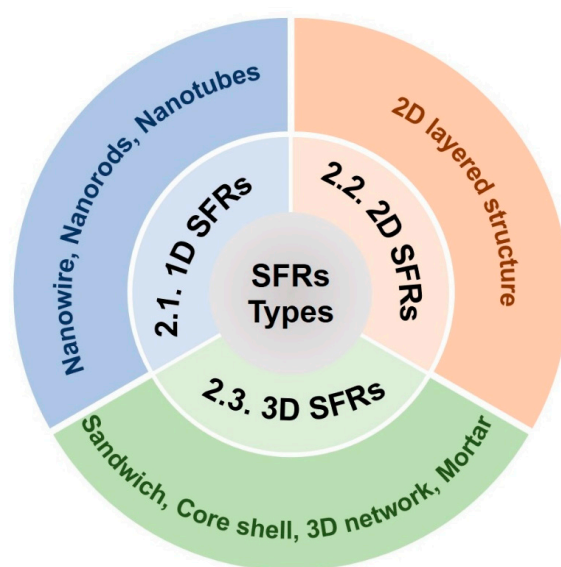 SFRs
Types
2.1. 1D SFRs
Nanowire, Nanorods, Nanotubes
2.2. 2D SFRs
2D layered structure
2.3. 3D SFRs
Sandwich, Core shell, 3D network, Mortar